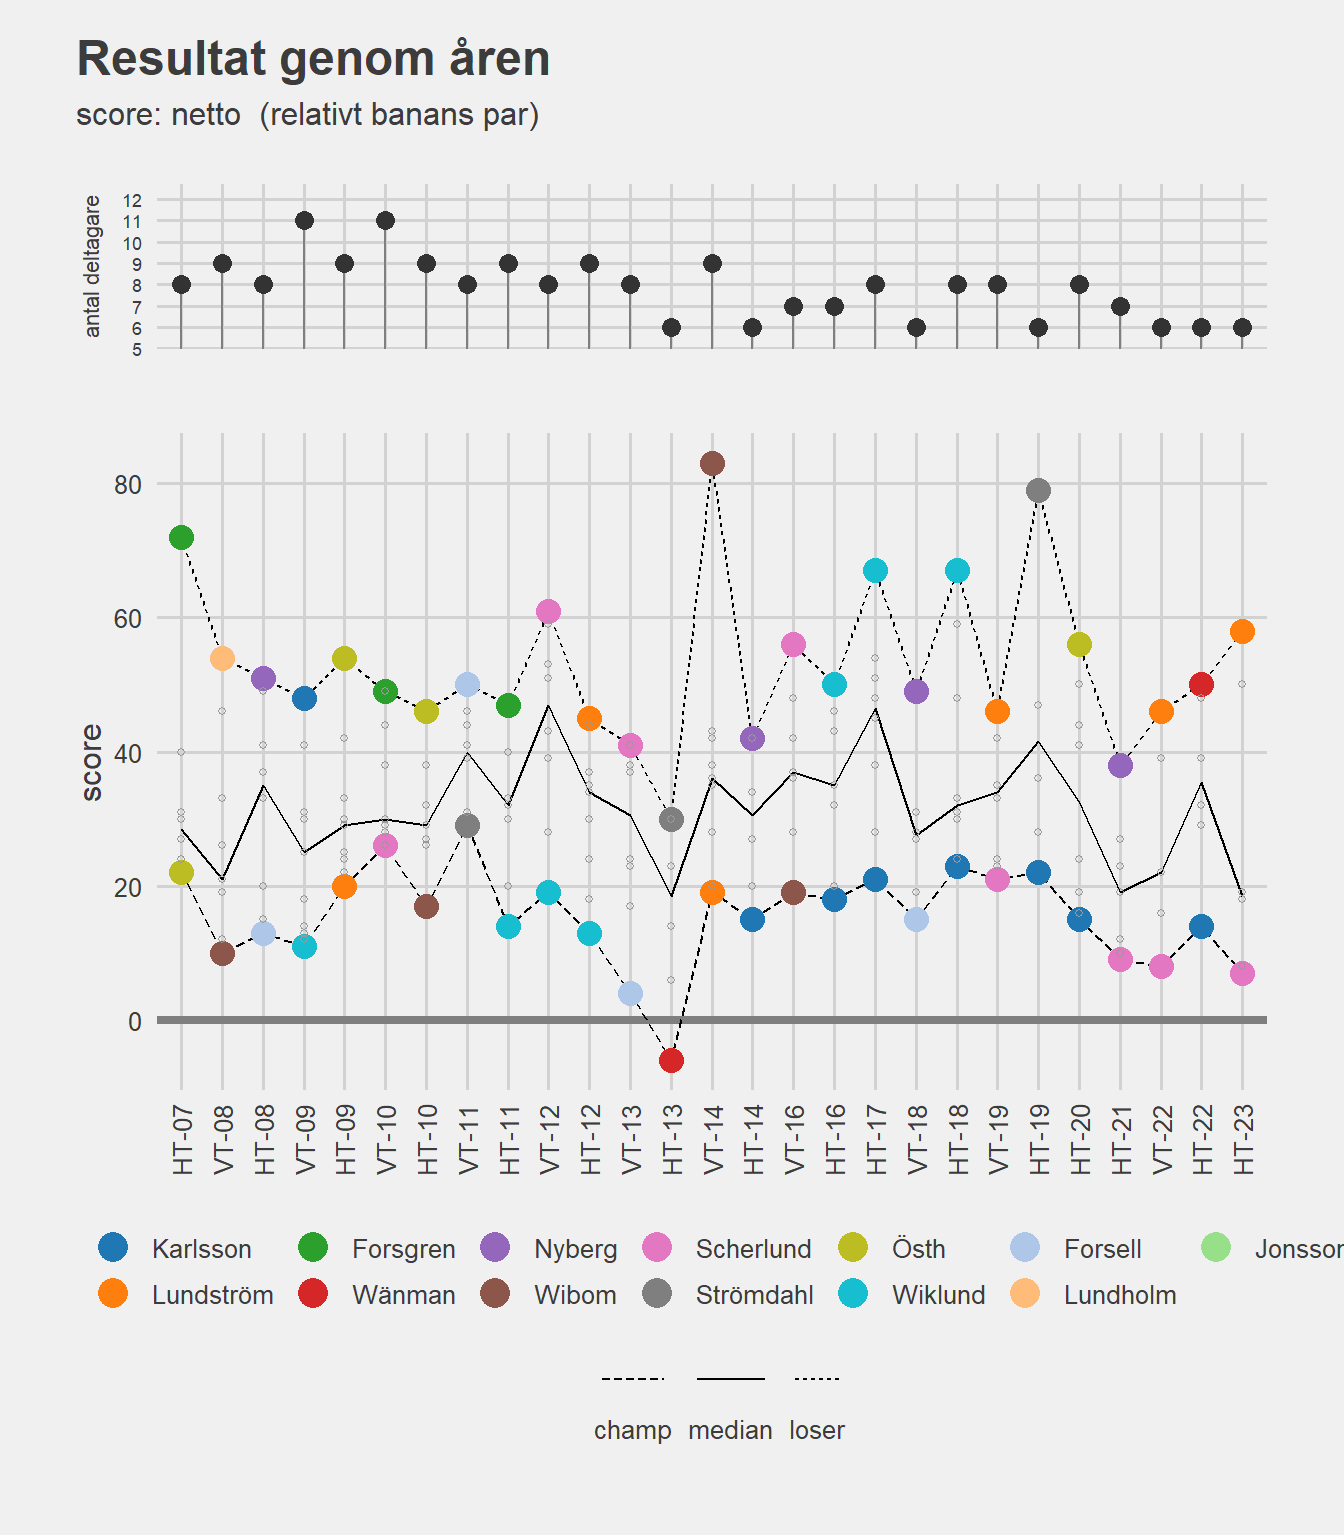 Resultat genom åren
score: netto  (relativt banans par)
antal deltagare
12
11
10
9
8
7
6
5
score
80
60
40
20
0
HT-07
VT-08
HT-08
VT-09
HT-09
VT-10
HT-10
VT-11
HT-11
VT-12
HT-12
VT-13
HT-13
VT-14
HT-14
VT-16
HT-16
HT-17
VT-18
HT-18
VT-19
HT-19
HT-20
HT-21
VT-22
HT-22
HT-23
Karlsson Forsgren Nyberg Scherlund Östh Forsell Jonsson
Lundström Wänman Wibom Strömdahl Wiklund Lundholm
champ median loser